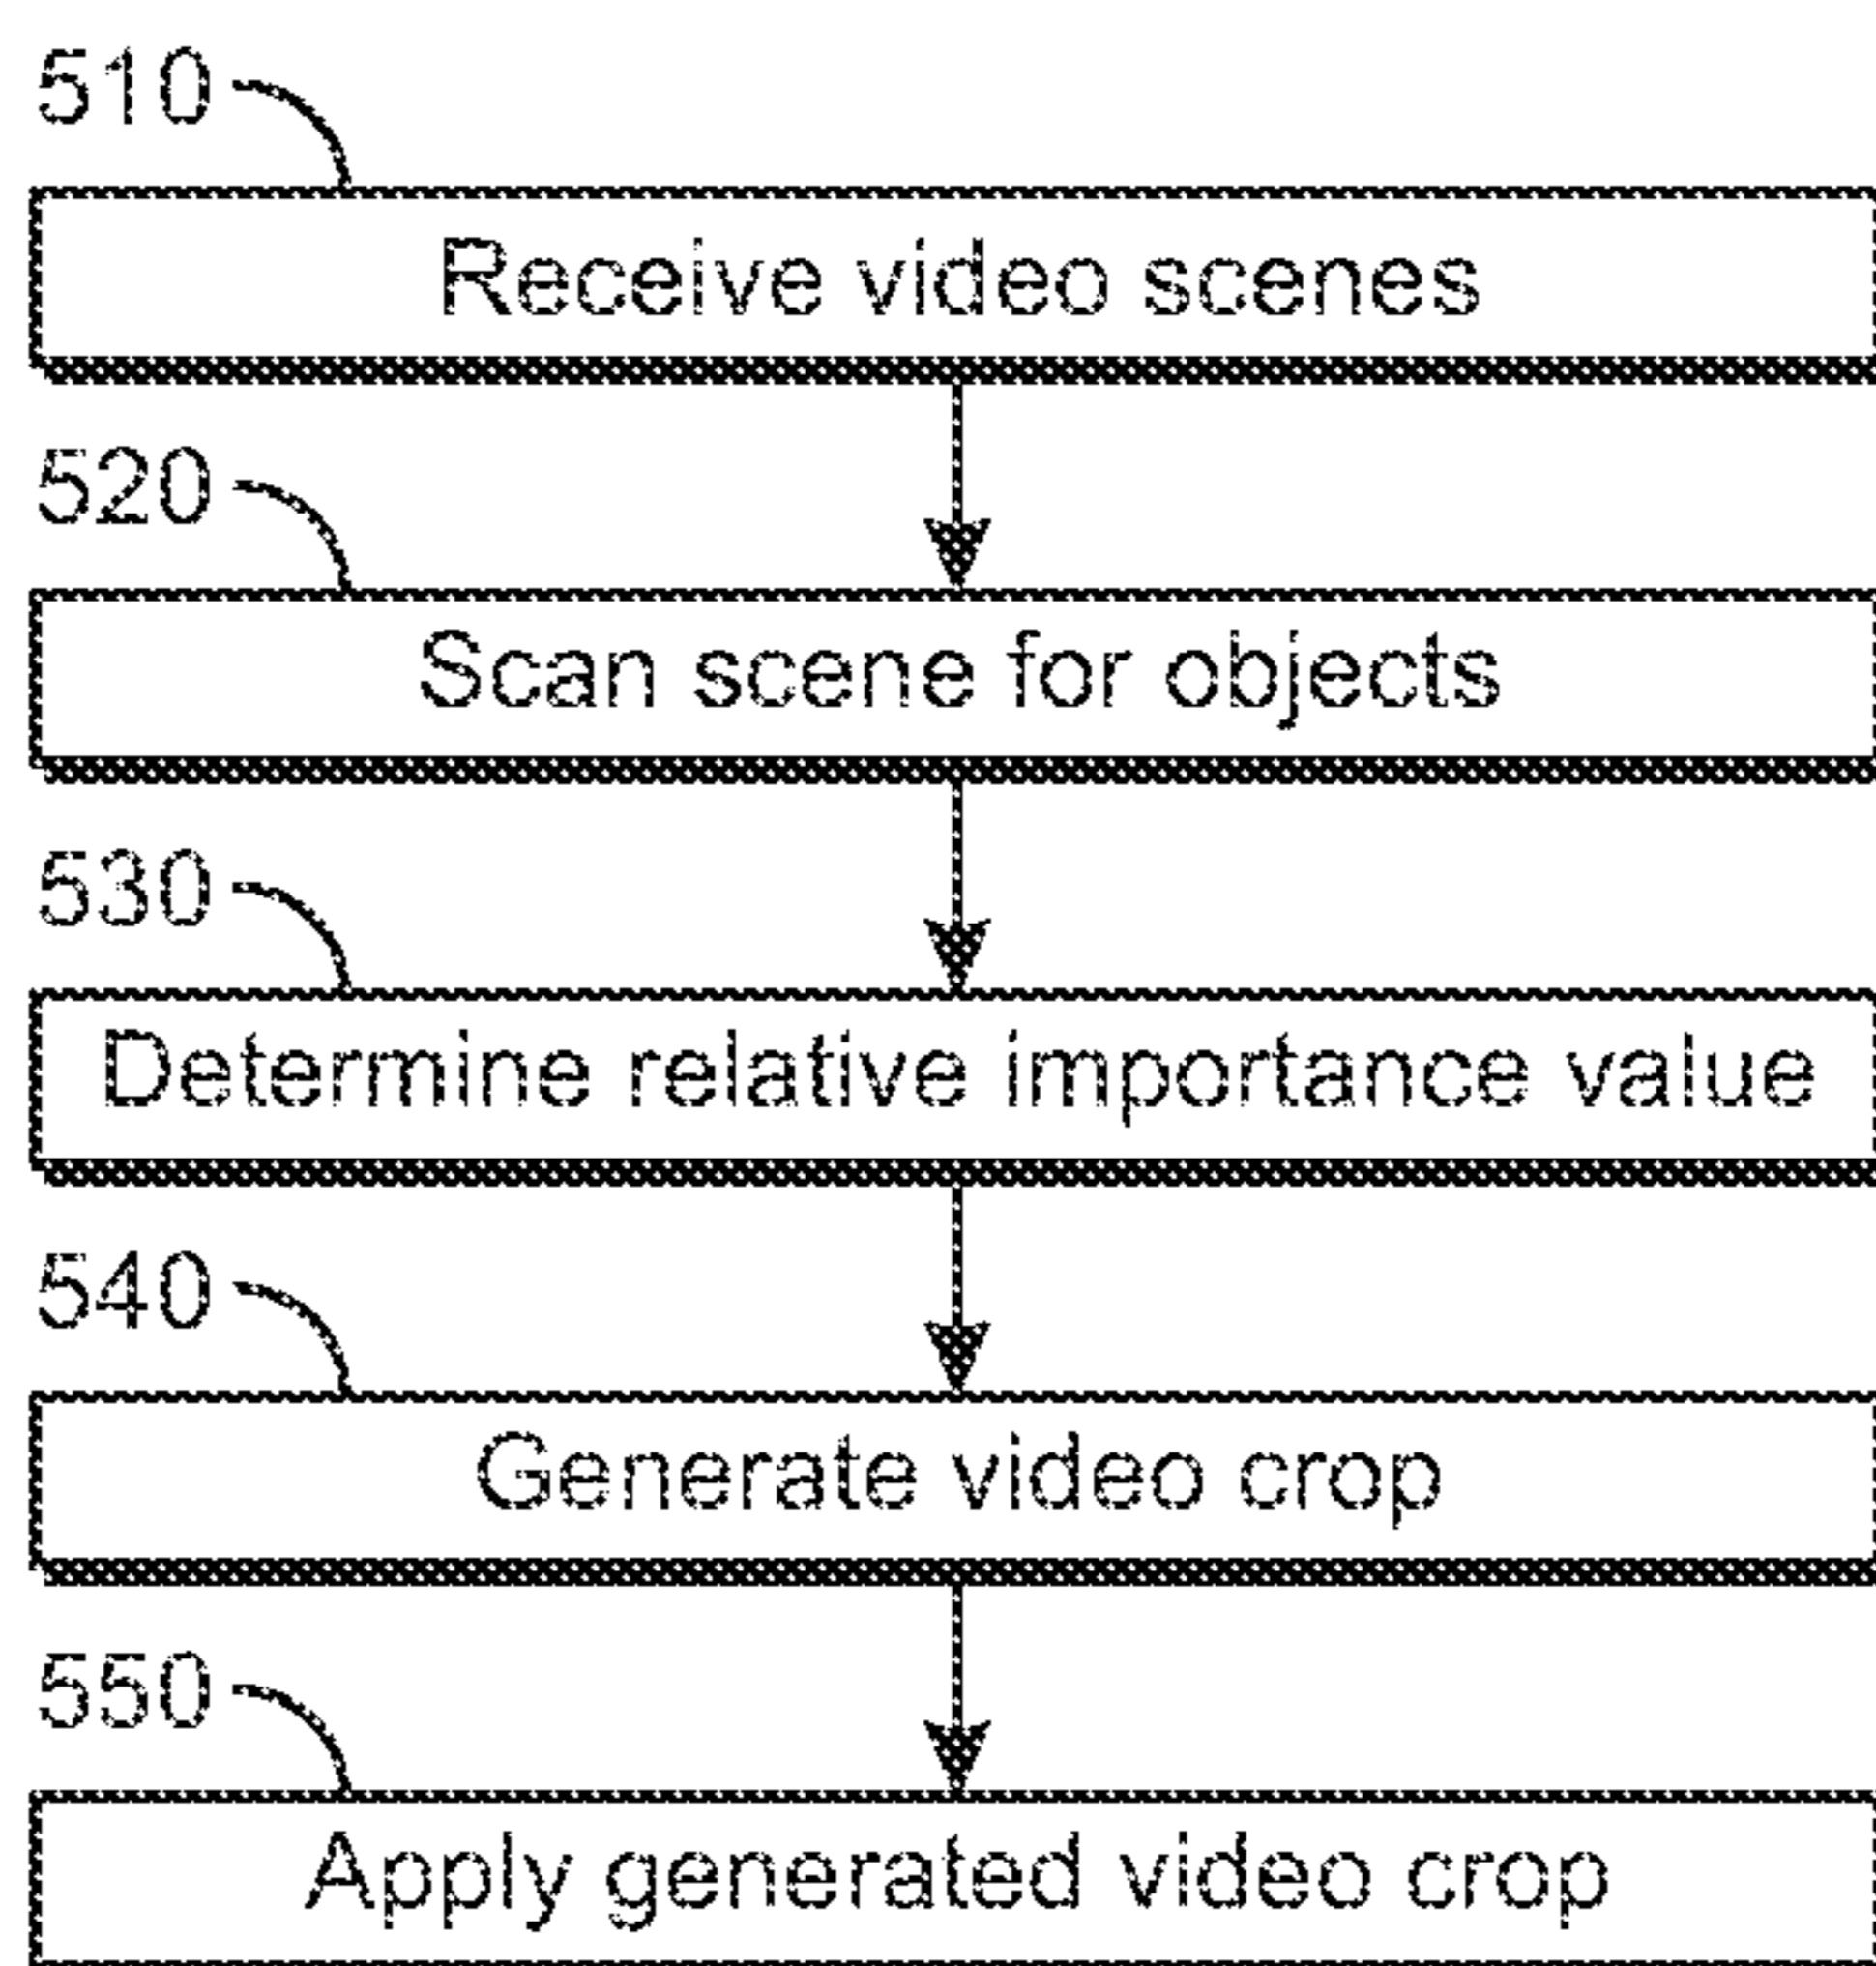 510
Receive video scenes
520
Scan scene for objects
530
Determine relative importance value
540
Generate video crop
550
Apply generated video crop